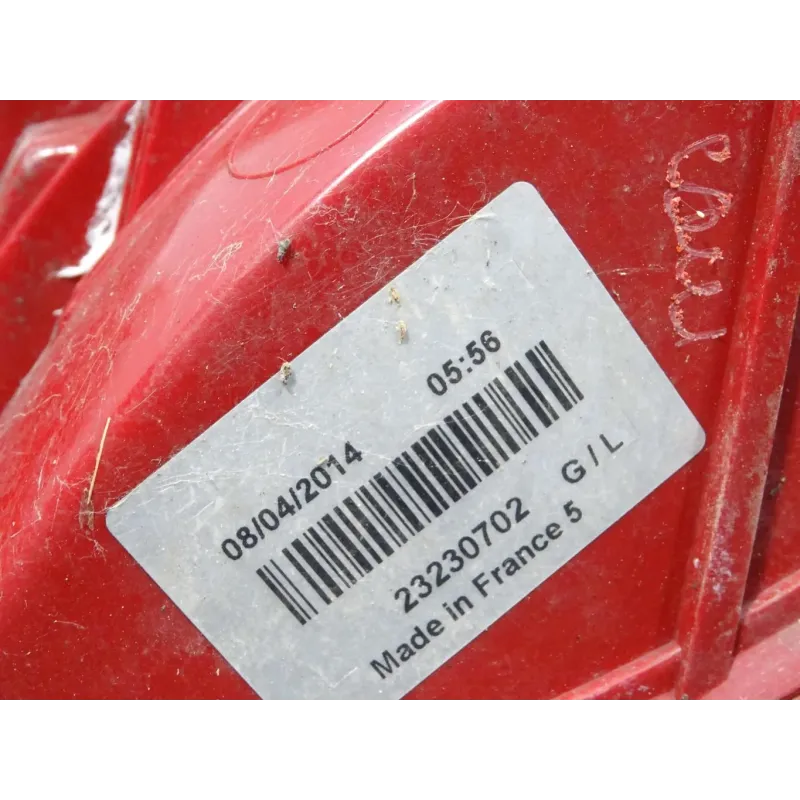 08/04/2014 05:56
23230702 G / L
Made in France 5